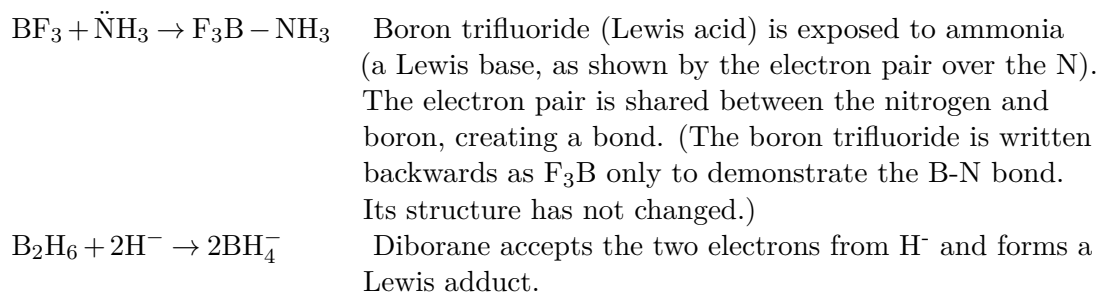 BF₃ + N̈H₃ → F₃B – NH₃ Boron trifluoride (Lewis acid) is exposed to ammonia
(a Lewis base, as shown by the electron pair over the N).
The electron pair is shared between the nitrogen and
boron, creating a bond. (The boron trifluoride is written
backwards as F₃B only to demonstrate the B-N bond.
Its structure has not changed.)
B₂H₆ + 2H⁻ → 2BH₄⁻ Diborane accepts the two electrons from H⁻ and forms a
Lewis adduct.